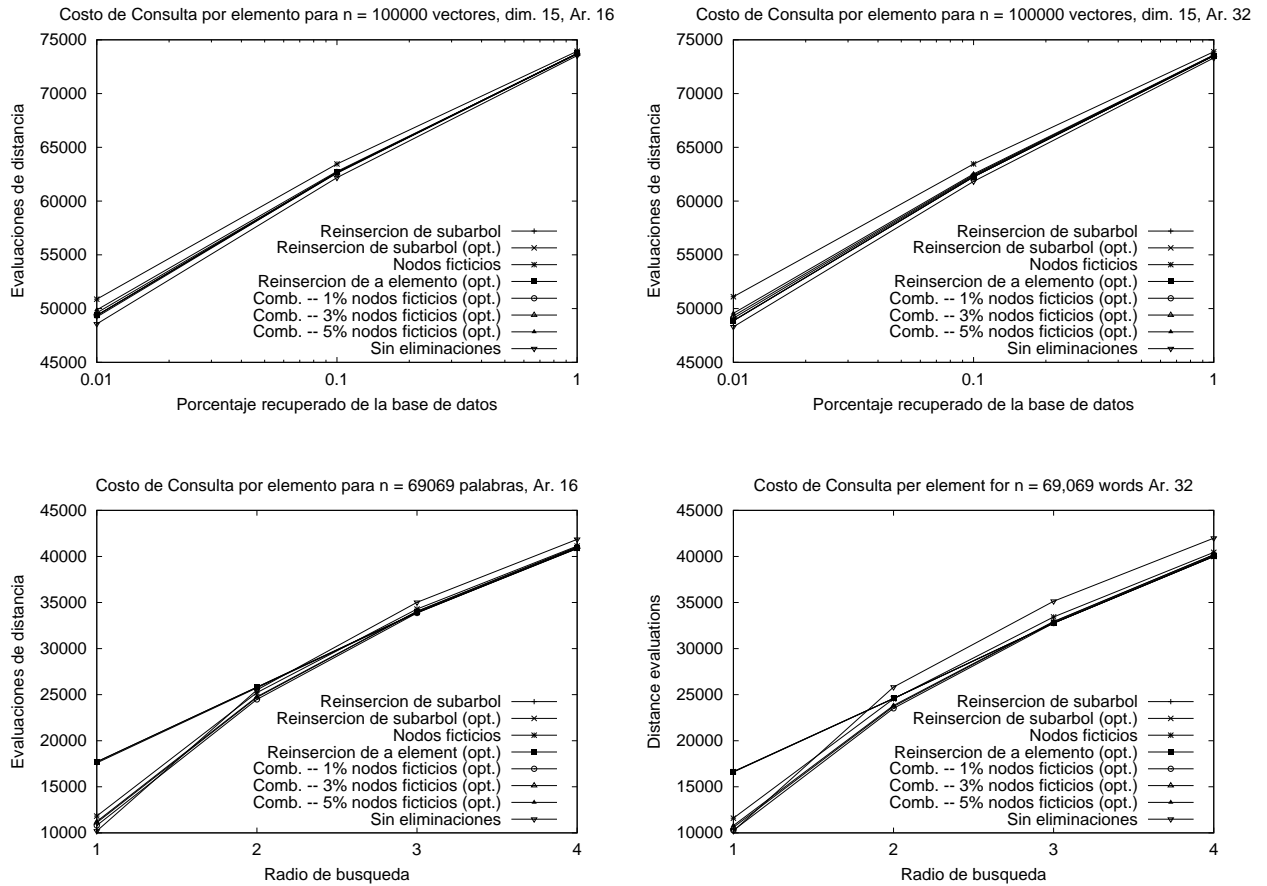 Costo de Consulta por elemento para n = 100000 vectores, dim. 15, Ar. 16
75000
70000
65000
60000
55000
50000
45000
Evaluaciones de distancia
Reinsercion de subarbol
Reinsercion de subarbol (opt.)
Nodos ficticios
Reinsercion de a elemento (opt.)
Comb. -- 1% nodos ficticios (opt.)
Comb. -- 3% nodos ficticios (opt.)
Comb. -- 5% nodos ficticios (opt.)
Sin eliminaciones
0.01 0.1 1
Porcentaje recuperado de la base de datos
Costo de Consulta por elemento para n = 100000 vectores, dim. 15, Ar. 32
75000
70000
65000
60000
55000
50000
45000
Evaluaciones de distancia
Reinsercion de subarbol
Reinsercion de subarbol (opt.)
Nodos ficticios
Reinsercion de a elemento (opt.)
Comb. -- 1% nodos ficticios (opt.)
Comb. -- 3% nodos ficticios (opt.)
Comb. -- 5% nodos ficticios (opt.)
Sin eliminaciones
0.01 0.1 1
Porcentaje recuperado de la base de datos
Costo de Consulta por elemento para n = 69069 palabras, Ar. 16
45000
40000
35000
30000
25000
20000
15000
10000
Evaluaciones de distancia
Reinsercion de subarbol
Reinsercion de subarbol (opt.)
Nodos ficticios
Reinsercion de a element (opt.)
Comb. -- 1% nodos ficticios (opt.)
Comb. -- 3% nodos ficticios (opt.)
Comb. -- 5% nodos ficticios (opt.)
Sin eliminaciones
1 2 3 4
Radio de busqueda
Costo de Consulta per element for n = 69,069 words Ar. 32
45000
40000
35000
30000
25000
20000
15000
10000
Distance evaluations
Reinsercion de subarbol
Reinsercion de subarbol (opt.)
Nodos ficticios
Reinsercion de a elemento (opt.)
Comb. -- 1% nodos ficticios (opt.)
Comb. -- 3% nodos ficticios (opt.)
Comb. -- 5% nodos ficticios (opt.)
Sin eliminaciones
1 2 3 4
Radio de busqueda